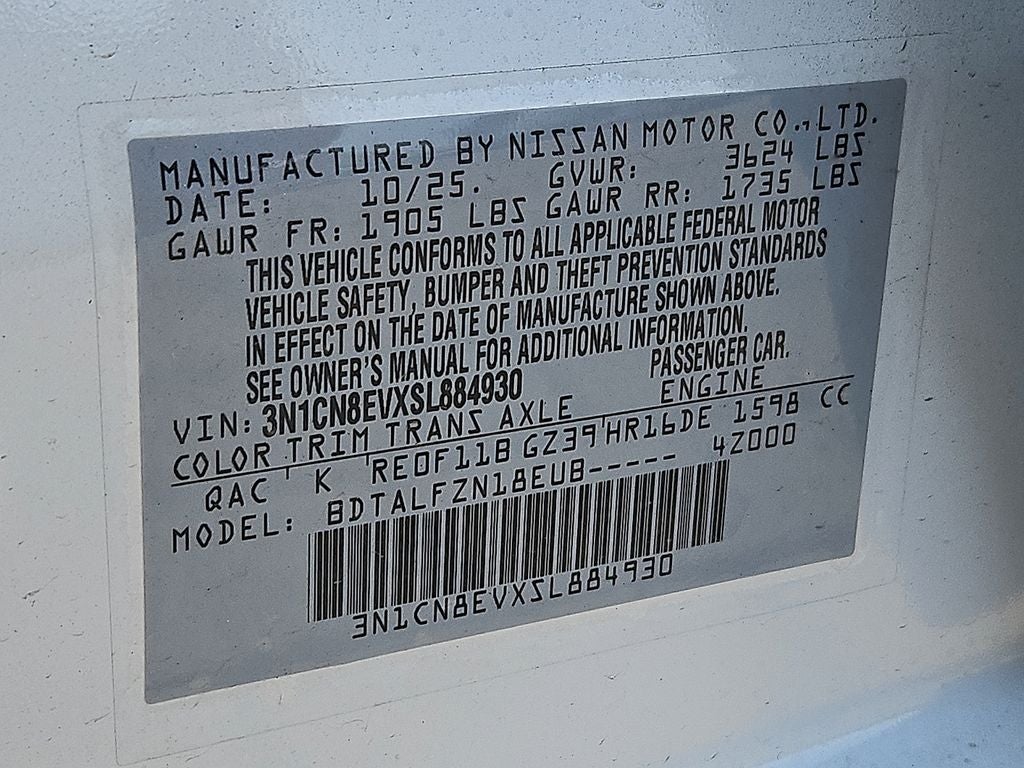 MANUFACTURED BY NISSAN MOTOR CO.,LTD.
DATE: 10/25. GVWR: 3624 LBS
GAWR FR: 1905 LBS GAWR RR: 1735 LBS
THIS VEHICLE CONFORMS TO ALL APPLICABLE FEDERAL MOTOR
VEHICLE SAFETY, BUMPER AND THEFT PREVENTION STANDARDS
IN EFFECT ON THE DATE OF MANUFACTURE SHOWN ABOVE.
SEE OWNER'S MANUAL FOR ADDITIONAL INFORMATION.
VIN: 3N1CN8EVXSL884930 PASSENGER CAR.
COLOR TRIM TRANS AXLE ENGINE
QAC K RE0F11B GZ39 HR16DE 1598 CC
MODEL: BDTALFZN18EUB----- 4Z000
3N1CN8EVXSL884930